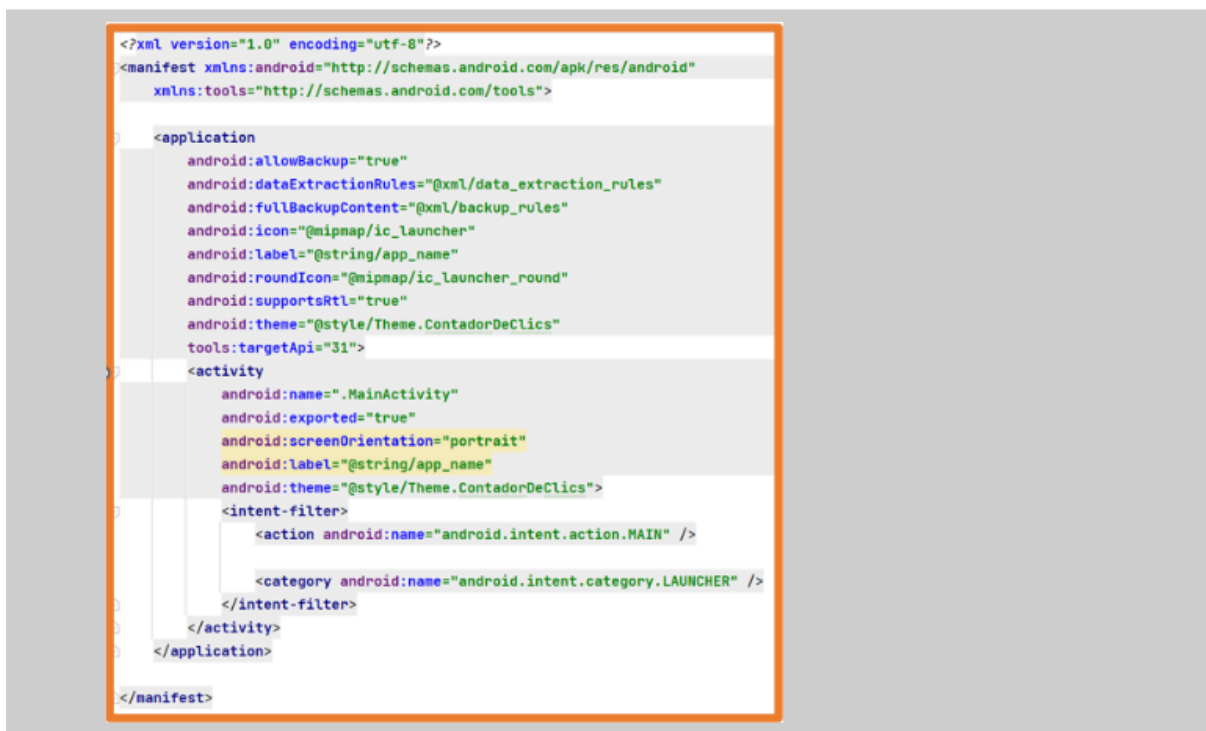 <?xml version="1.0" encoding="utf-8"?>
<manifest xmlns:android="http://schemas.android.com/apk/res/android"
    xmlns:tools="http://schemas.android.com/tools">

    <application
        android:allowBackup="true"
        android:dataExtractionRules="@xml/data_extraction_rules"
        android:fullBackupContent="@xml/backup_rules"
        android:icon="@mipmap/ic_launcher"
        android:label="@string/app_name"
        android:roundIcon="@mipmap/ic_launcher_round"
        android:supportsRtl="true"
        android:theme="@style/Theme.ContadorDeClics"
        tools:targetApi="31">
        <activity
            android:name=".MainActivity"
            android:exported="true"
            android:screenOrientation="portrait"
            android:label="@string/app_name"
            android:theme="@style/Theme.ContadorDeClics">
            <intent-filter>
                <action android:name="android.intent.action.MAIN" />

                <category android:name="android.intent.category.LAUNCHER" />
            </intent-filter>
        </activity>
    </application>

</manifest>